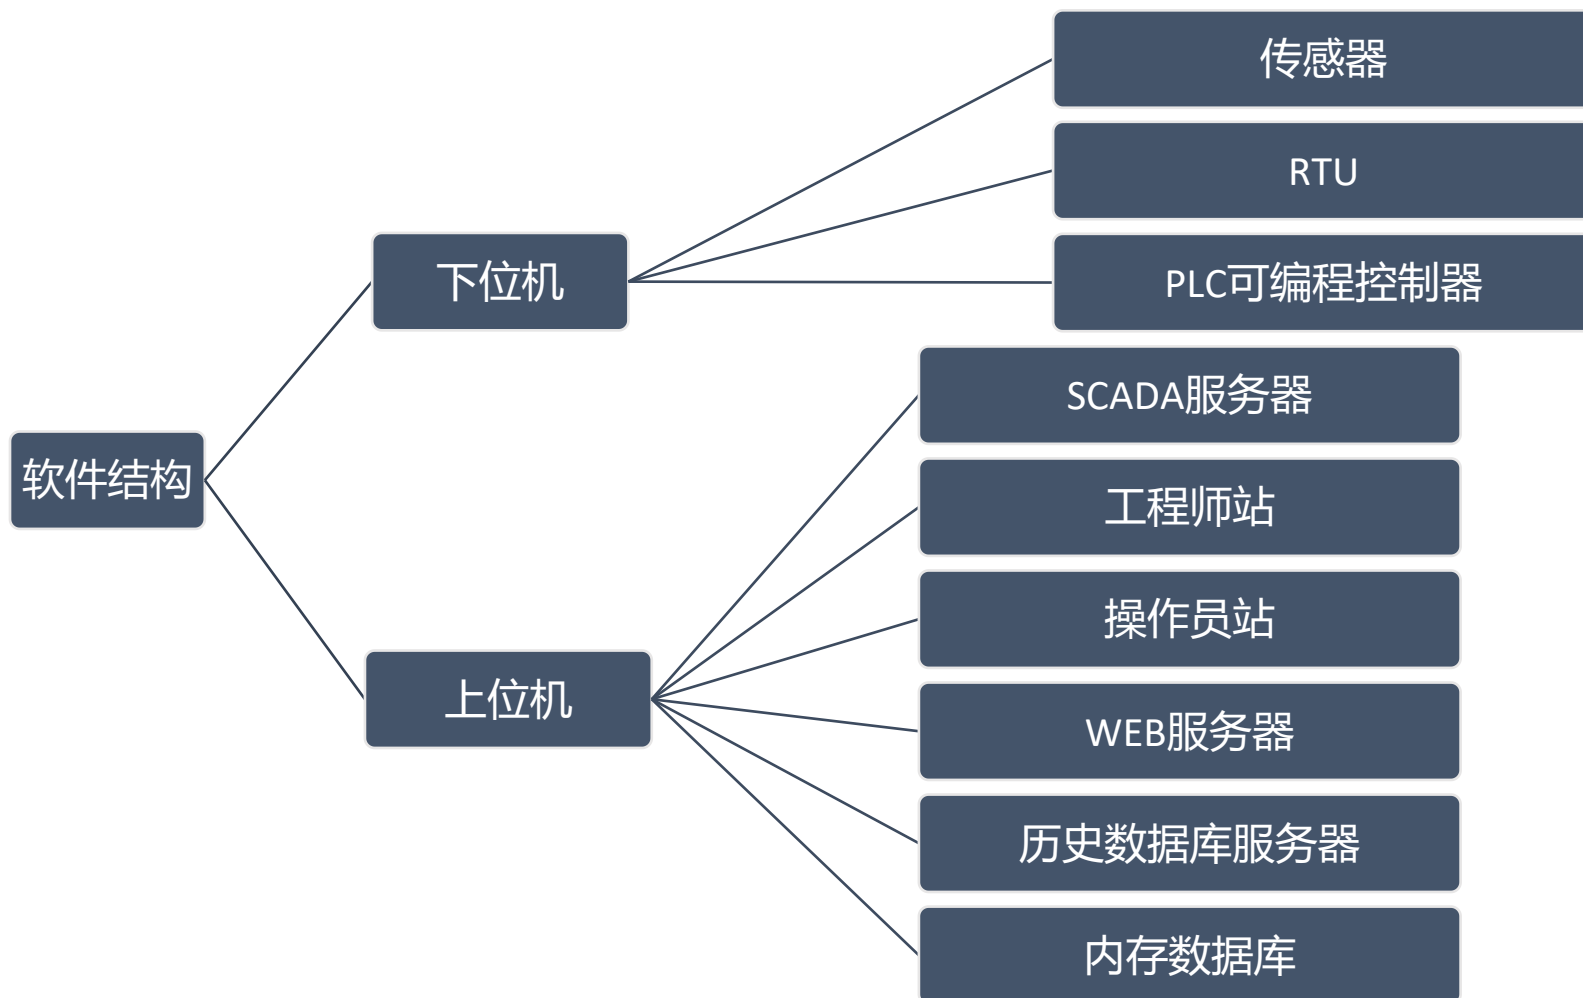 传感器
RTU
下位机
PLC可编程控制器
SCADA服务器
软件结构
工程师站
操作员站
上位机
WEB服务器
历史数据库服务器
内存数据库